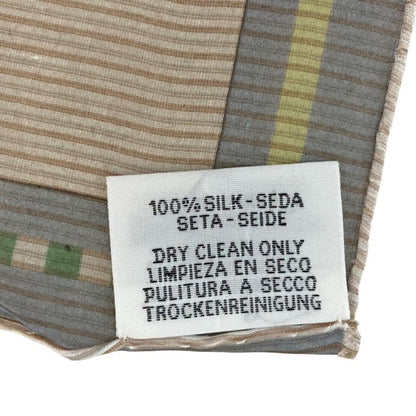 100% SILK-SEDA
SETA-SEIDE
DRY CLEAN ONLY
LIMPIEZA EN SECO
PULITURA A SECCO
TROCKENREINIGUNG